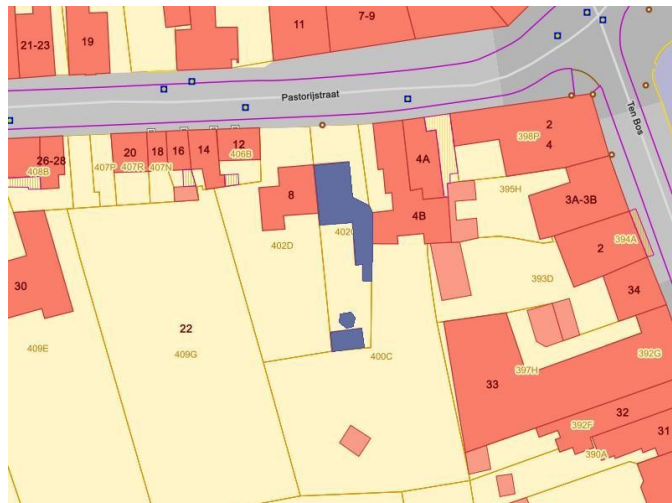 21-23
19
11
7-9
Pastorijstraat
Ten Bos
26-28
408B
407P
20
407R
18
407N
16
14
12
406B
4A
398P
2
4
8
402D
4B
395H
3A-3B
394A
2
393D
34
30
409E
22
409G
400C
33
397H
392G
32
392F
31
390A